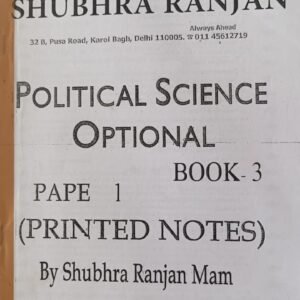 SHUBHRA RANJAN
Always Ahead
32 B, Pusa Road, Karol Bagh, Delhi 110005. ☎ 011 45612719
POLITICAL SCIENCE
OPTIONAL
BOOK- 3
PAPE 1
(PRINTED NOTES)
By Shubhra Ranjan Mam